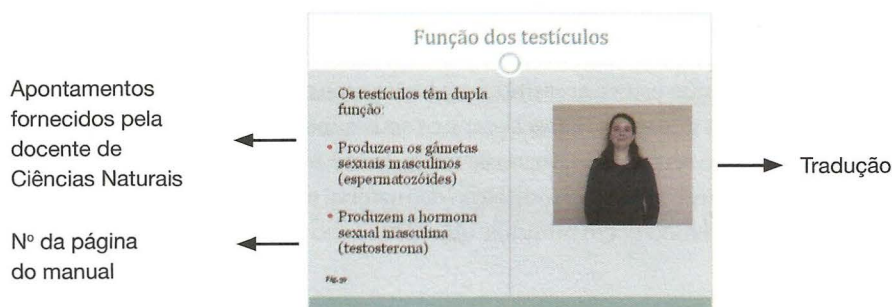 Função dos testículos
Apontamentos
fornecidos pela
docente de
Ciências Naturais
Nº da página
do manual
Os testículos têm dupla
função:
• Produzem os gâmetas
sexuais masculinos
(espermatozóides)
• Produzem a hormona
sexual masculina
(testosterona)
Tradução